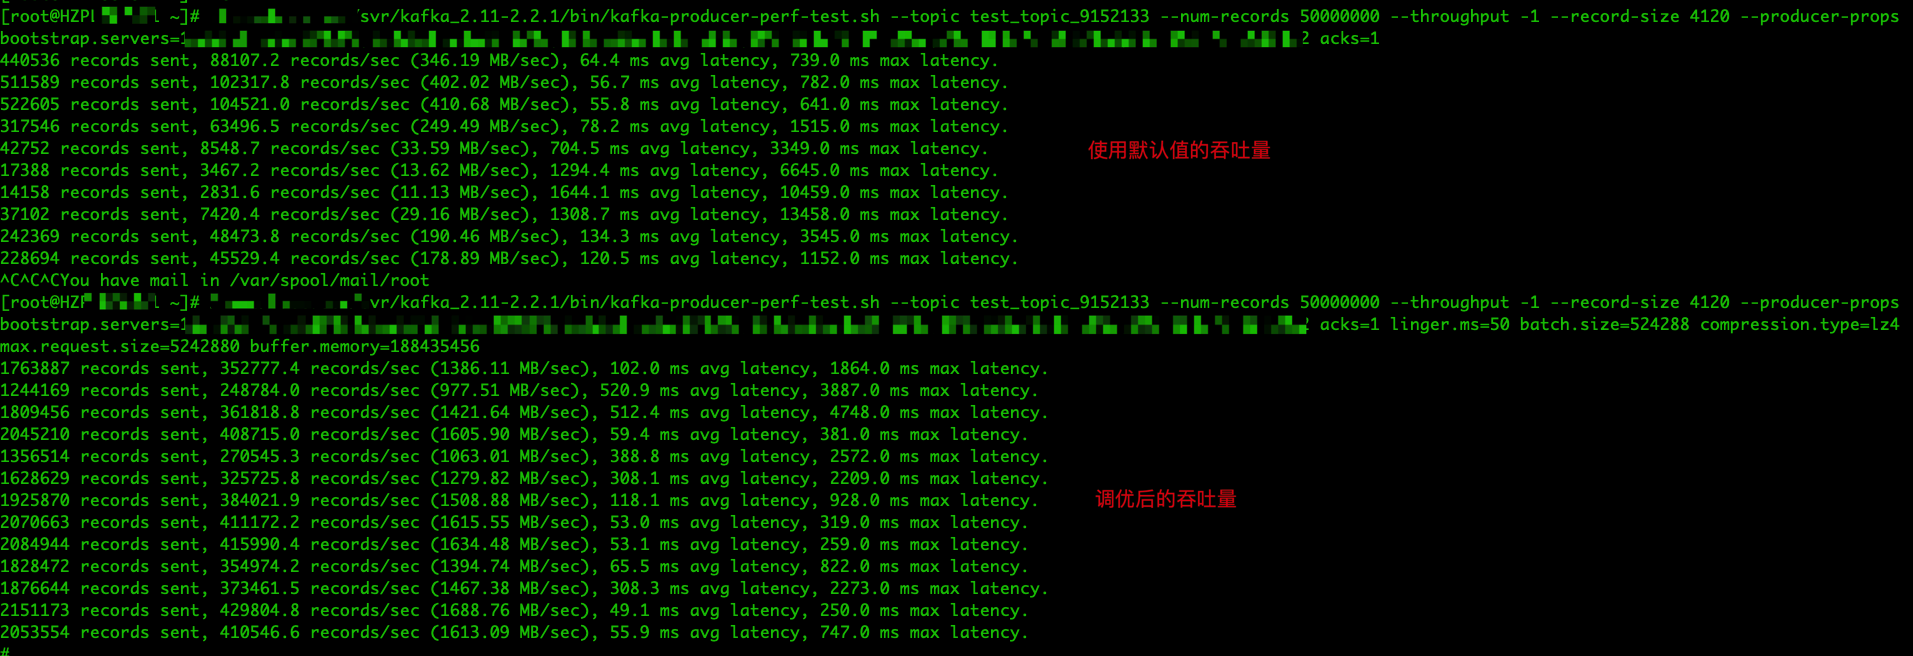 [root@HZPL ~]# /svr/kafka_2.11-2.2.1/bin/kafka-producer-perf-test.sh --topic test_topic_9152133 --num-records 50000000 --throughput -1 --record-size 4120 --producer-props
bootstrap.servers=1 2 acks=1
440536 records sent, 88107.2 records/sec (346.19 MB/sec), 64.4 ms avg latency, 739.0 ms max latency.
511589 records sent, 102317.8 records/sec (402.02 MB/sec), 56.7 ms avg latency, 782.0 ms max latency.
522605 records sent, 104521.0 records/sec (410.68 MB/sec), 55.8 ms avg latency, 641.0 ms max latency.
317546 records sent, 63496.5 records/sec (249.49 MB/sec), 78.2 ms avg latency, 1515.0 ms max latency.
42752 records sent, 8548.7 records/sec (33.59 MB/sec), 704.5 ms avg latency, 3349.0 ms max latency.
使用默认值的吞吐量
17388 records sent, 3467.2 records/sec (13.62 MB/sec), 1294.4 ms avg latency, 6645.0 ms max latency.
14158 records sent, 2831.6 records/sec (11.13 MB/sec), 1644.1 ms avg latency, 10459.0 ms max latency.
37102 records sent, 7420.4 records/sec (29.16 MB/sec), 1308.7 ms avg latency, 13458.0 ms max latency.
242369 records sent, 48473.8 records/sec (190.46 MB/sec), 134.3 ms avg latency, 3545.0 ms max latency.
228694 records sent, 45529.4 records/sec (178.89 MB/sec), 120.5 ms avg latency, 1152.0 ms max latency.
^C^C^CYou have mail in /var/spool/mail/root
[root@HZP ~]# vr/kafka_2.11-2.2.1/bin/kafka-producer-perf-test.sh --topic test_topic_9152133 --num-records 50000000 --throughput -1 --record-size 4120 --producer-props
bootstrap.servers=1 acks=1 linger.ms=50 batch.size=524288 compression.type=lz4
max.request.size=5242880 buffer.memory=188435456
1763887 records sent, 352777.4 records/sec (1386.11 MB/sec), 102.0 ms avg latency, 1864.0 ms max latency.
1244169 records sent, 248784.0 records/sec (977.51 MB/sec), 520.9 ms avg latency, 3887.0 ms max latency.
1809456 records sent, 361818.8 records/sec (1421.64 MB/sec), 512.4 ms avg latency, 4748.0 ms max latency.
2045210 records sent, 408715.0 records/sec (1605.90 MB/sec), 59.4 ms avg latency, 381.0 ms max latency.
1356514 records sent, 270545.3 records/sec (1063.01 MB/sec), 388.8 ms avg latency, 2572.0 ms max latency.
1628629 records sent, 325725.8 records/sec (1279.82 MB/sec), 308.1 ms avg latency, 2209.0 ms max latency.
1925870 records sent, 384021.9 records/sec (1508.88 MB/sec), 118.1 ms avg latency, 928.0 ms max latency.
调优后的吞吐量
2070663 records sent, 411172.2 records/sec (1615.55 MB/sec), 53.0 ms avg latency, 319.0 ms max latency.
2084944 records sent, 415990.4 records/sec (1634.48 MB/sec), 53.1 ms avg latency, 259.0 ms max latency.
1828472 records sent, 354974.2 records/sec (1394.74 MB/sec), 65.5 ms avg latency, 822.0 ms max latency.
1876644 records sent, 373461.5 records/sec (1467.38 MB/sec), 308.3 ms avg latency, 2273.0 ms max latency.
2151173 records sent, 429804.8 records/sec (1688.76 MB/sec), 49.1 ms avg latency, 250.0 ms max latency.
2053554 records sent, 410546.6 records/sec (1613.09 MB/sec), 55.9 ms avg latency, 747.0 ms max latency.
#